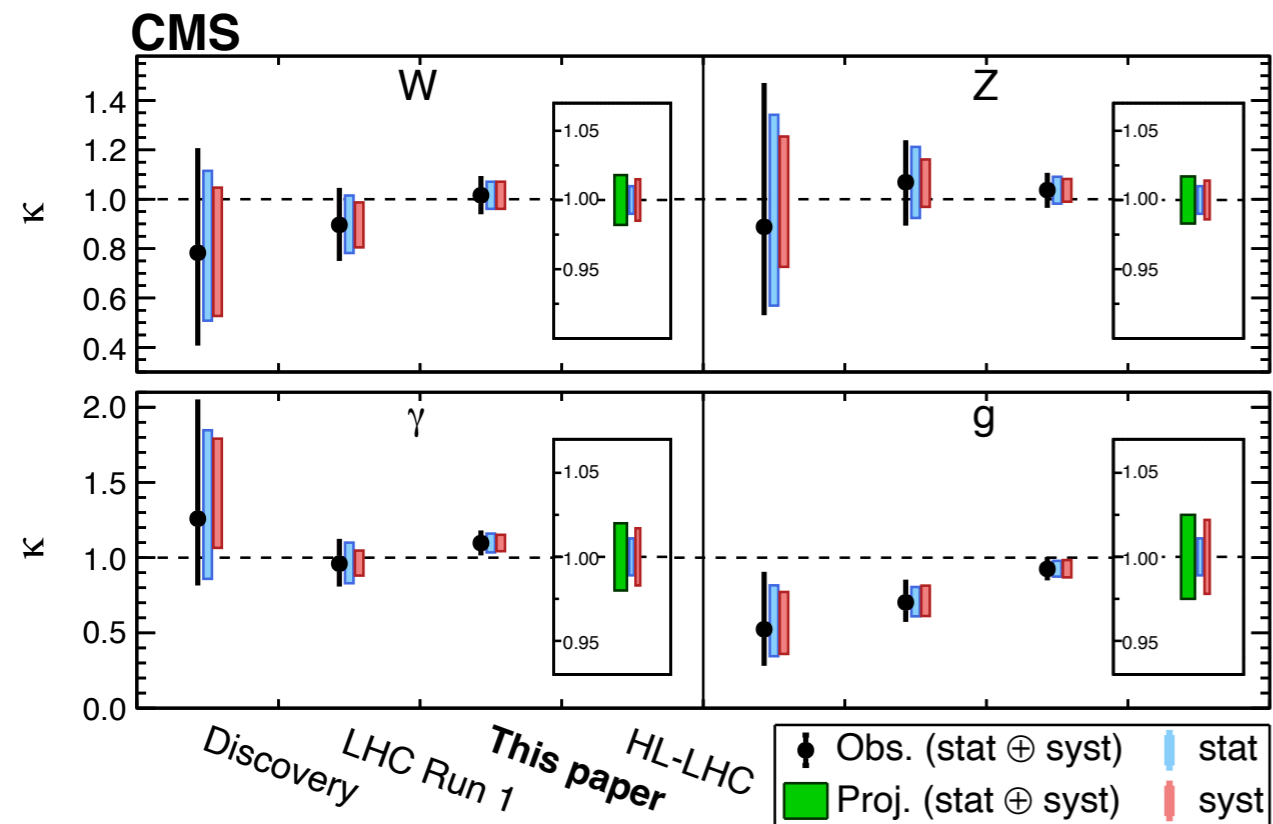 CMS
W
Z
κ
1.4
1.2
1.0
0.8
0.6
0.4
1.05
1.00
0.95
1.05
1.00
0.95
γ
g
κ
2.0
1.5
1.0
0.5
0.0
1.05
1.00
0.95
1.05
1.00
0.95
Discovery
LHC Run 1
This paper
HL-LHC
Obs. (stat ⊕ syst)
stat
Proj. (stat ⊕ syst)
syst